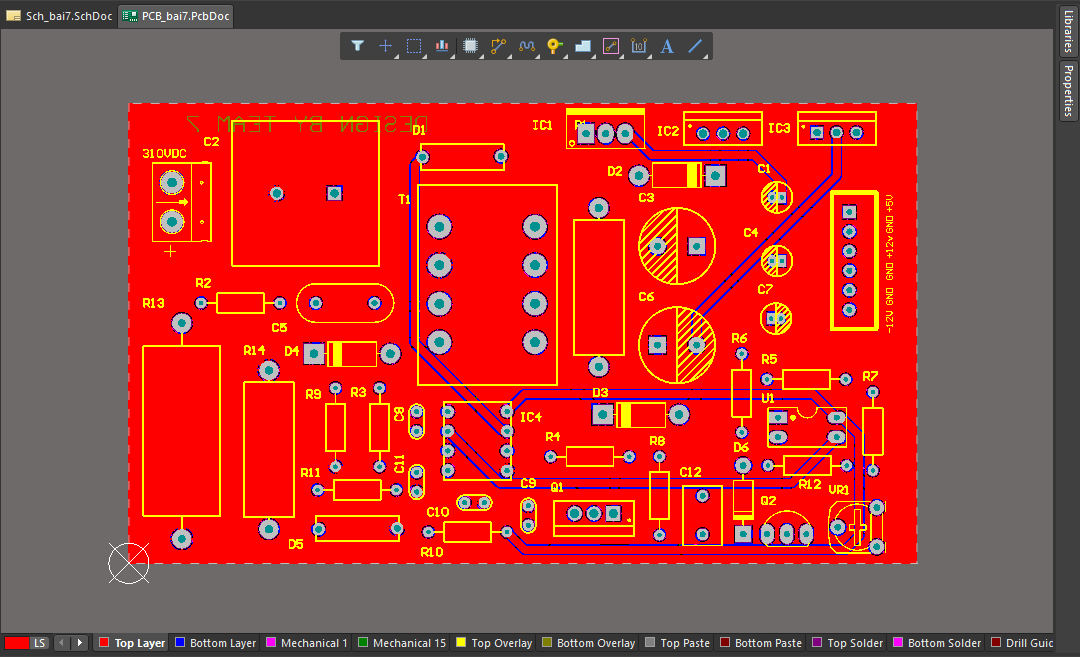 Sch_bai7.SchDoc
PCB_bai7.PcbDoc
Libraries
Properties
DESIGN BY TEAM 7
310VDC
C2
D1
IC1
IC2
IC3
D2
C3
C1
T1
C4
+5V
GND
+12v
GND
GND
-12V
R2
R13
C5
C6
C7
R14
D4
R6
R5
R7
R9
R3
C8
IC4
D3
U1
R4
R8
D6
R11
C11
C12
R12
C10
C9
Q1
Q2
VR1
D5
R10
LS
Top Layer
Bottom Layer
Mechanical 1
Mechanical 15
Top Overlay
Bottom Overlay
Top Paste
Bottom Paste
Top Solder
Bottom Solder
Drill Guid